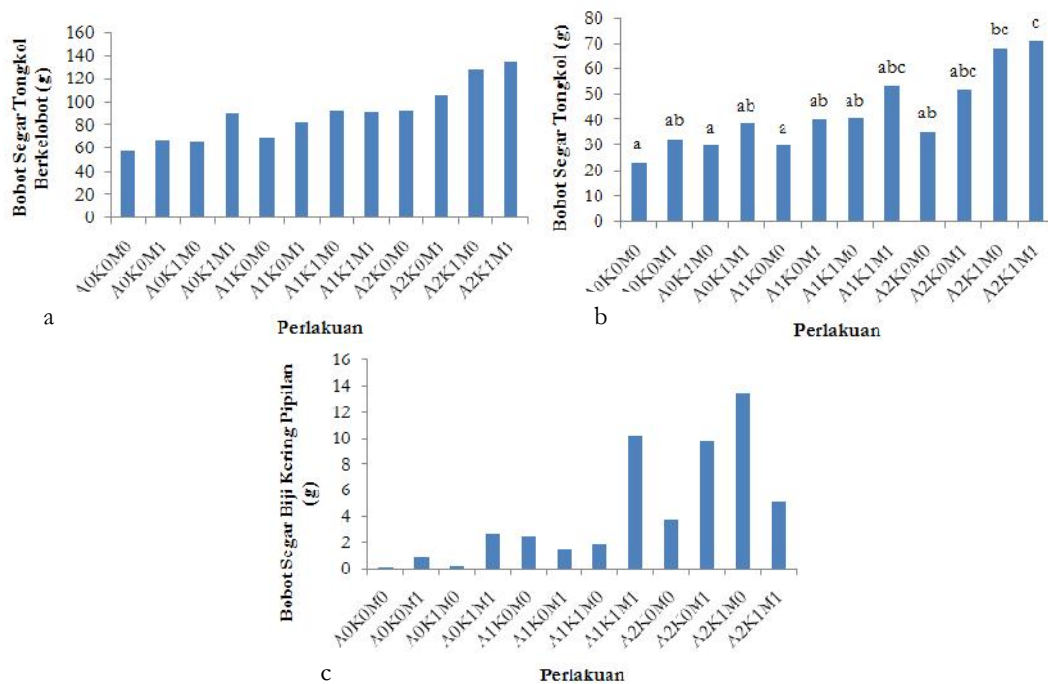 Bobot Segar Tongkol
Berkelobot (g)
160
140
120
100
80
60
40
20
0
A0K0M0
A0K0M1
A0K1M0
A0K1M1
A1K0M0
A1K0M1
A1K1M0
A1K1M1
A2K0M0
A2K0M1
A2K1M0
A2K1M1
a
Perlakuan
Bobot Segar Tongkol (g)
80
70
60
50
40
30
20
10
0
a
ab
a
ab
a
ab
ab
abc
ab
abc
bc
c
A0K0M0
A0K0M1
A0K1M0
A0K1M1
A1K0M0
A1K0M1
A1K1M0
A1K1M1
A2K0M0
A2K0M1
A2K1M0
A2K1M1
b
Perlakuan
Bobot Segar Biji Kering Pipilan
(g)
16
14
12
10
8
6
4
2
0
A0K0M0
A0K0M1
A0K1M0
A0K1M1
A1K0M0
A1K0M1
A1K1M0
A1K1M1
A2K0M0
A2K0M1
A2K1M0
A2K1M1
c
Perlakuan